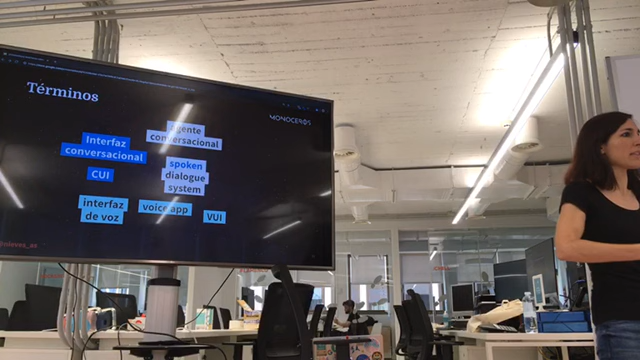 Términos
MONOCEROS
agente
conversacional
Interfaz
conversacional
spoken
dialogue
system
CUI
interfaz
de voz
voice app
VUI